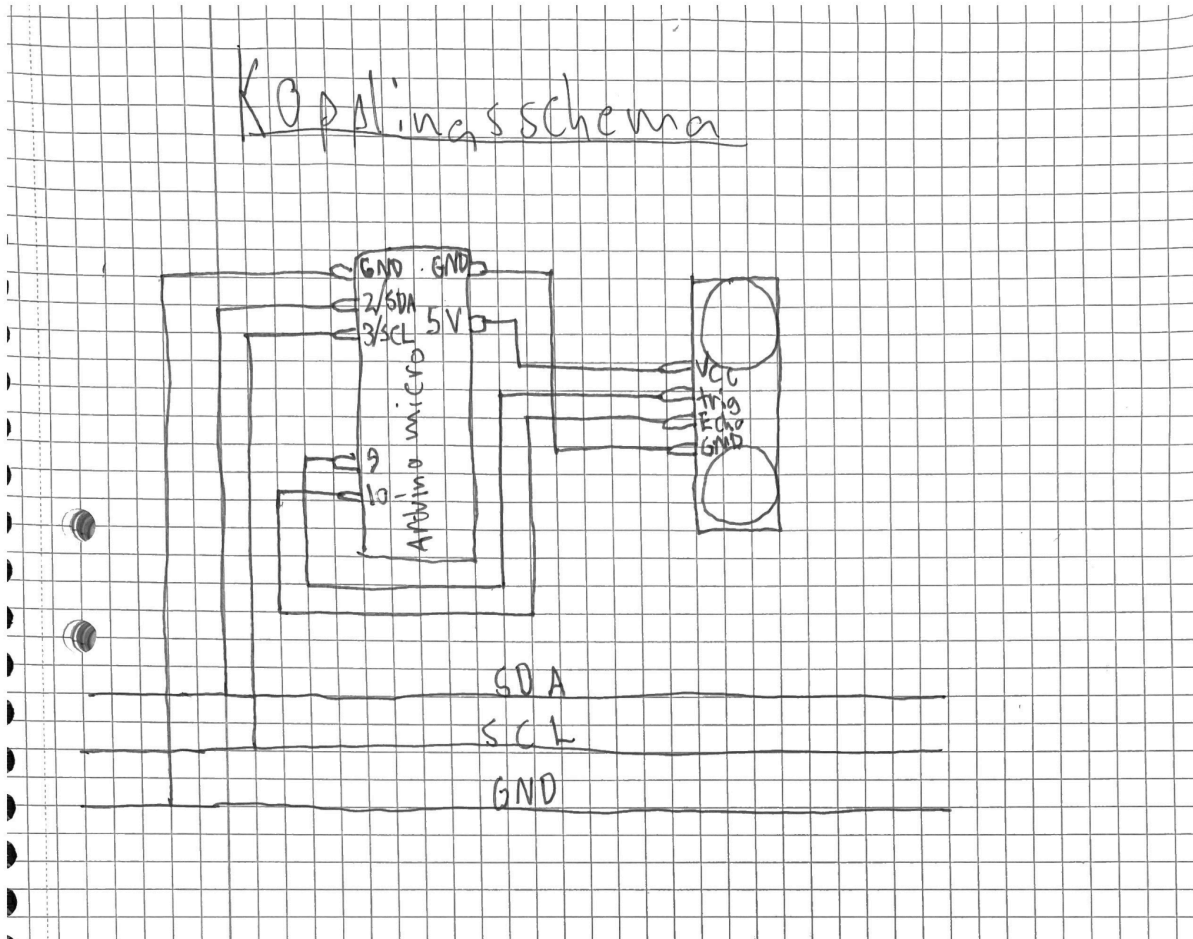 Kopplingsschema
GND GND
2/SDA
5V
3/SCL
Arduino micro
9
10
Vcc
trig
Echo
GND
SDA
SCL
GND